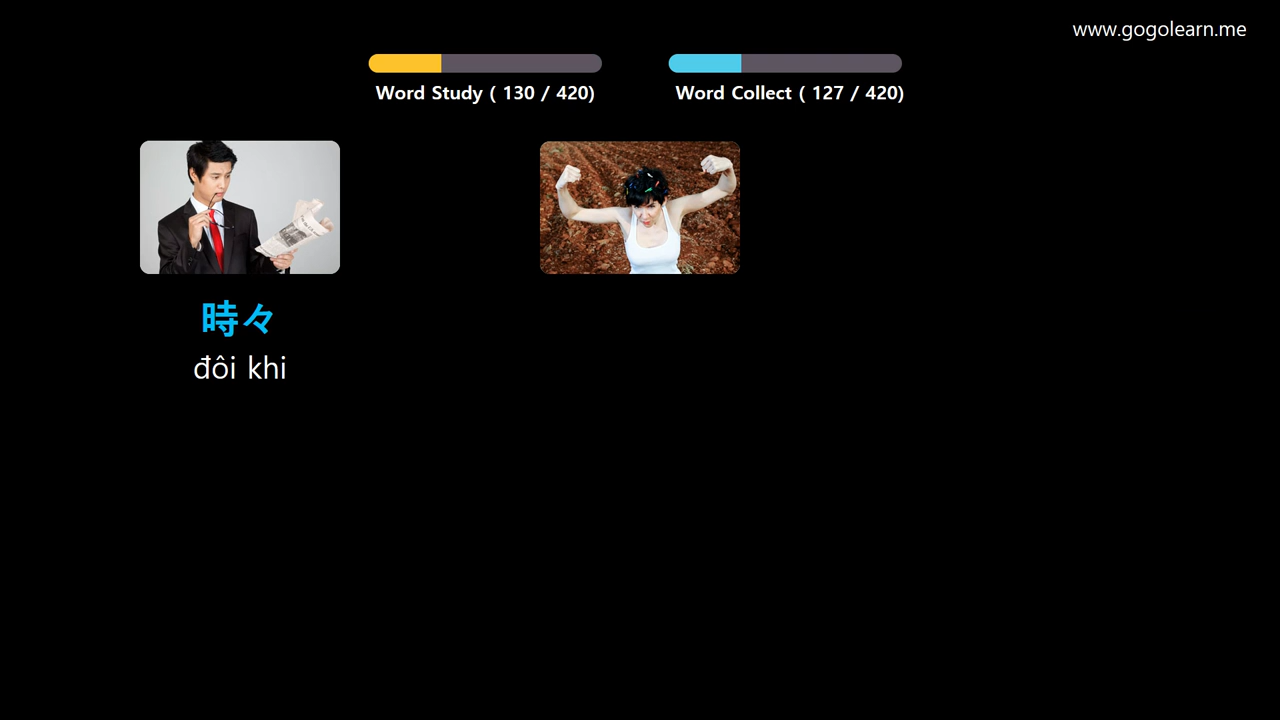 www.gogolearn.me
Word Study ( 130 / 420)
Word Collect ( 127 / 420)
時々
đôi khi